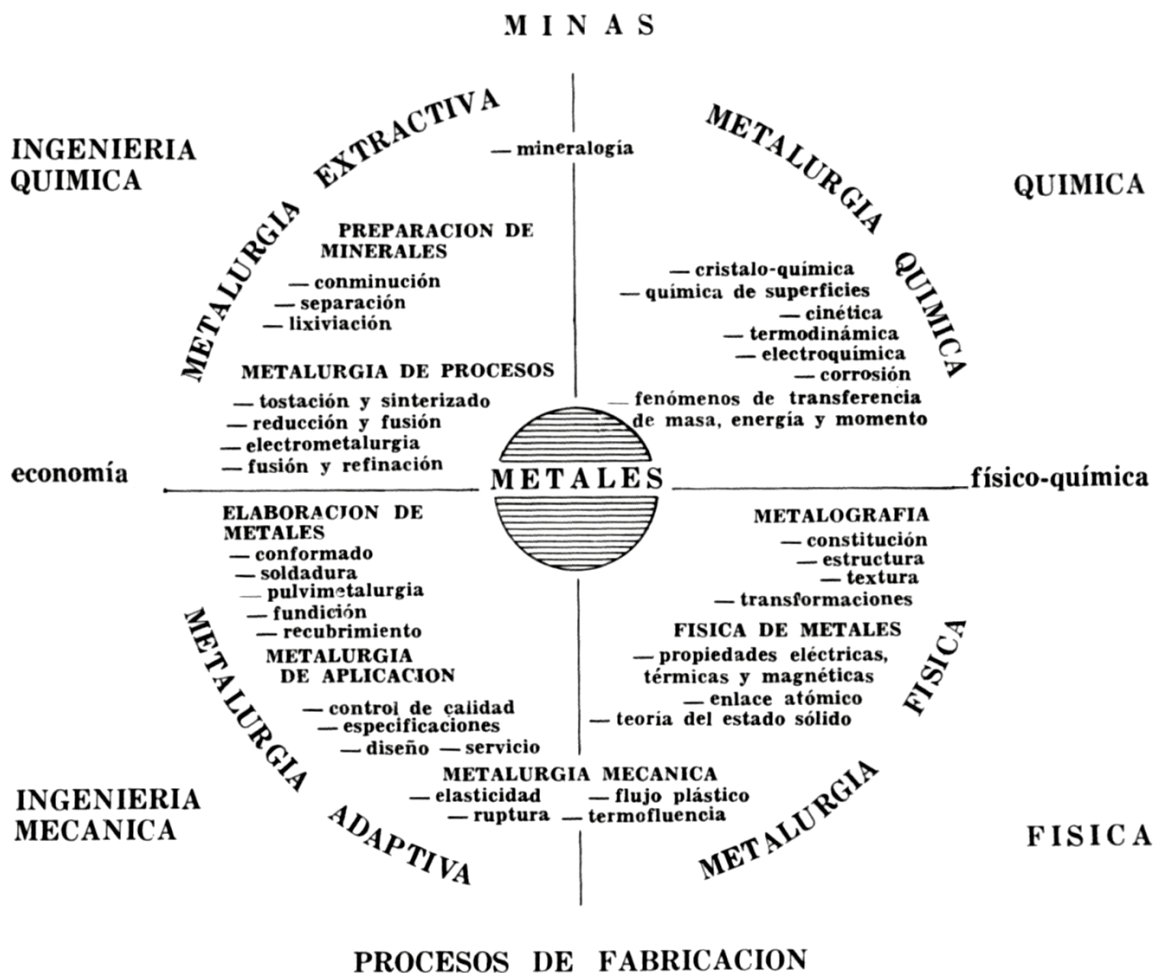 MINAS
METALURGIA EXTRACTIVA
METALURGIA QUIMICA
INGENIERIA
QUIMICA
QUIMICA
— mineralogía
PREPARACION DE
MINERALES
— conminución
— separación
— lixiviación
METALURGIA DE PROCESOS
— tostación y sinterizado
— reducción y fusión
— electrometalurgia
— fusión y refinación
— cristalo-química
— química de superficies
— cinética
— termodinámica
— electroquímica
— corrosión
— fenómenos de transferencia
de masa, energía y momento
economía
METALES
físico-química
ELABORACION DE
METALES
— conformado
— soldadura
— pulvimetalurgia
— fundición
— recubrimiento
METALURGIA
DE APLICACION
— control de calidad
— especificaciones
— diseño — servicio
METALOGRAFIA
— constitución
— estructura
— textura
— transformaciones
FISICA DE METALES
— propiedades eléctricas,
térmicas y magnéticas
— enlace atómico
— teoría del estado sólido
METALURGIA MECANICA
— elasticidad — flujo plástico
— ruptura — termofluencia
METALURGIA ADAPTIVA
METALURGIA FISICA
INGENIERIA
MECANICA
FISICA
PROCESOS DE FABRICACION